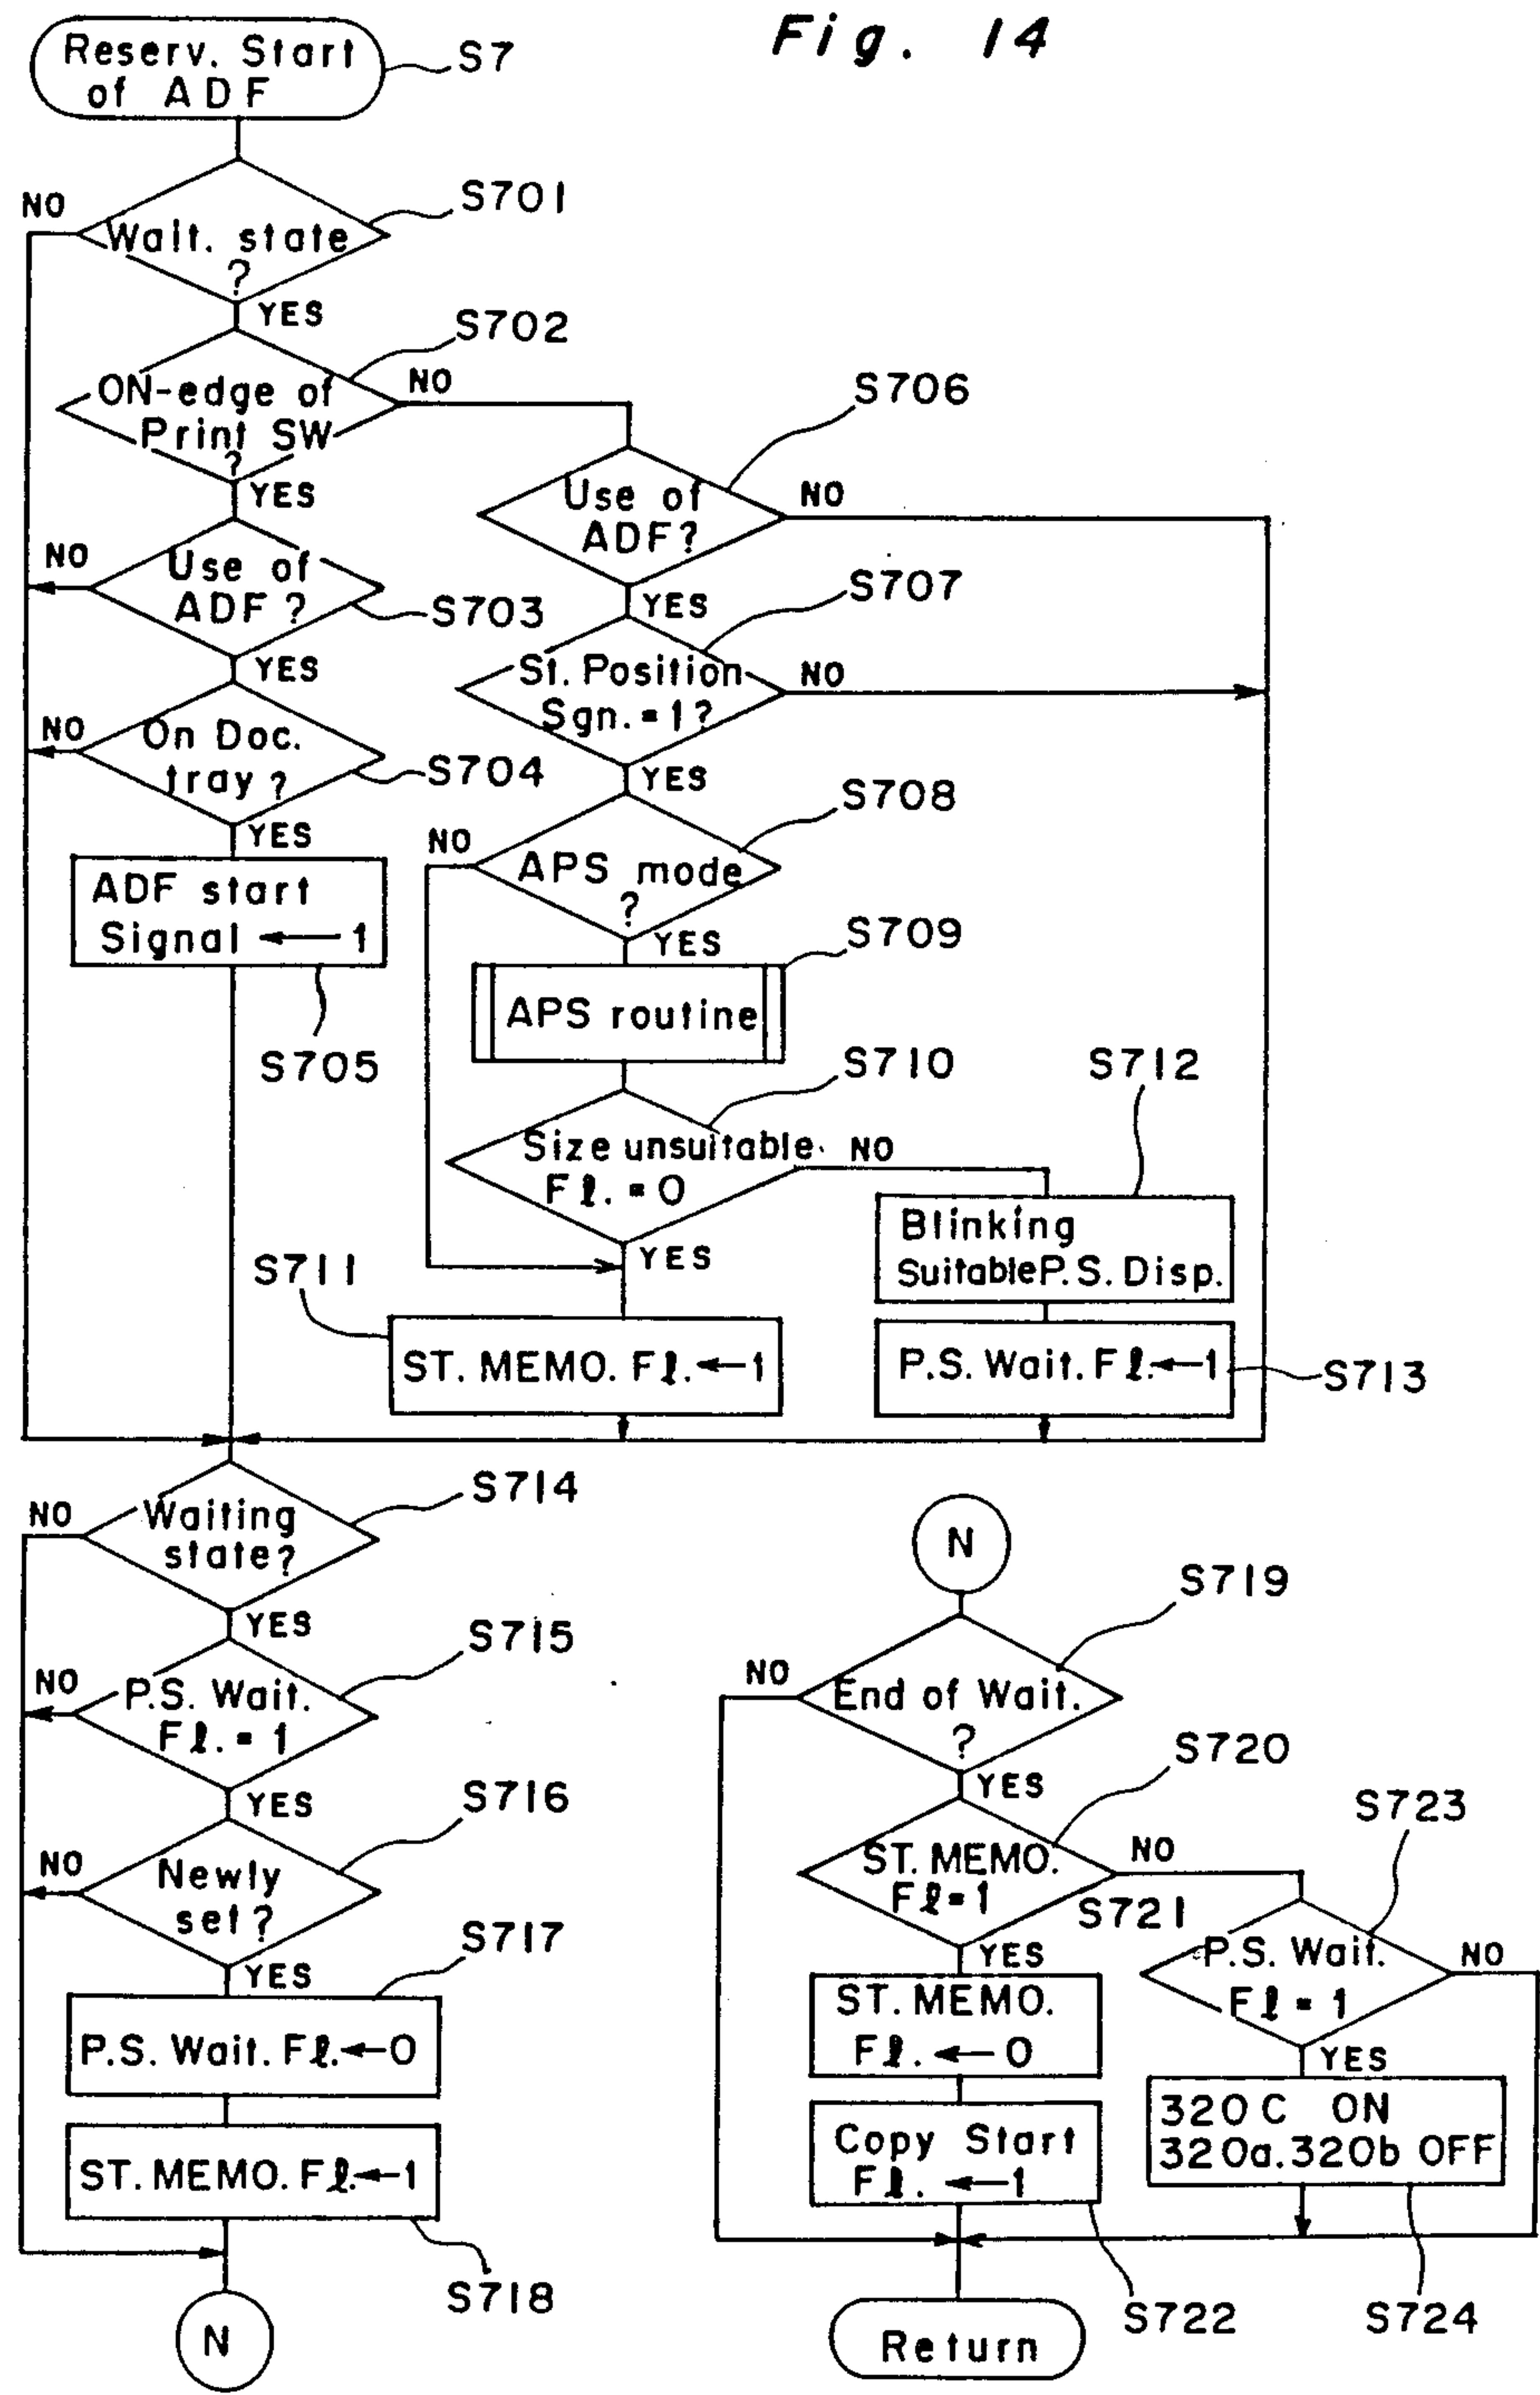 Fig. 14
Reserv. Start
of ADF
S7
Wait. state
?
S701
NO
YES
ON-edge of
Print SW
?
S702
NO
YES
Use of
ADF?
S703
NO
YES
On Doc.
tray?
S704
NO
YES
ADF start
Signal ← 1
S705
Use of
ADF?
S706
NO
YES
St. Position
Sgn. = 1?
S707
NO
YES
APS mode
?
S708
NO
YES
APS routine
S709
Size unsuitable
Fl. = 0
S710
NO
YES
ST. MEMO. Fl. ← 1
S711
Blinking
Suitable P.S. Disp.
S712
P.S. Wait. Fl. ← 1
S713
Waiting
state?
S714
NO
YES
P.S. Wait.
Fl. = 1
S715
NO
YES
Newly
set?
S716
NO
YES
P.S. Wait. Fl. ← 0
S717
ST. MEMO. Fl. ← 1
S718
N
N
End of Wait.
?
S719
NO
YES
ST. MEMO.
Fl = 1
S720
NO
YES
ST. MEMO.
Fl. ← 0
S721
Copy Start
Fl. ← 1
S722
P.S. Wait.
Fl = 1
S723
NO
YES
320C ON
320a. 320b OFF
S724
Return